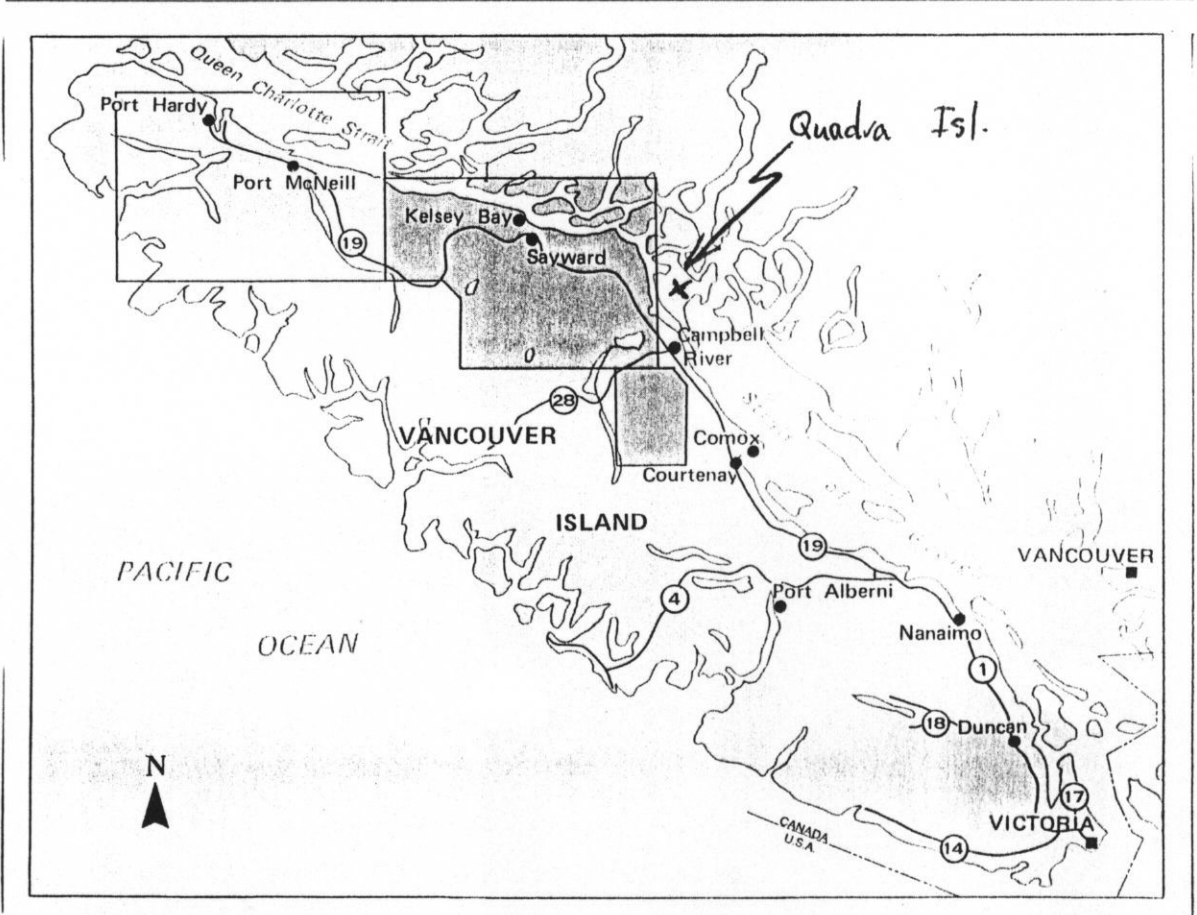 Queen Charlotte Strait
Port Hardy
Quadra Isl.
Port McNeill
Kelsey Bay
19
Sayward
Campbell
River
28
VANCOUVER
Comox
Courtenay
ISLAND
19
VANCOUVER
PACIFIC
OCEAN
4
Port Alberni
Nanaimo
1
18
Duncan
N
17
VICTORIA
14
CANADA
U.S.A.